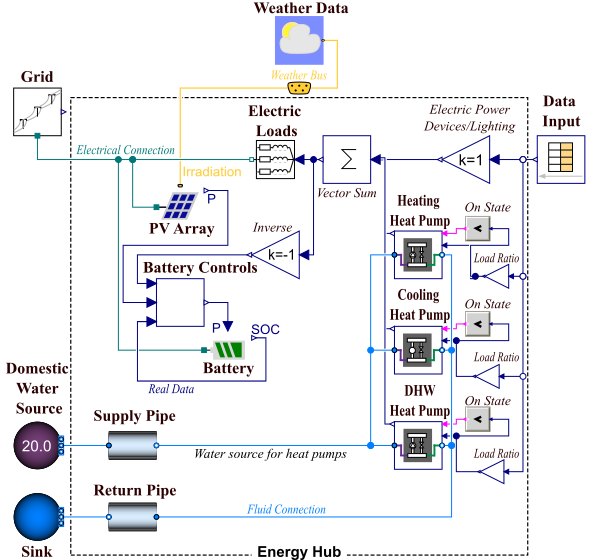 Weather Data
Weather Bus
Grid
Electric
Loads
Electric Power
Devices/Lighting
Data
Input
Electrical Connection
Irradiation
k=1
Σ
Vector Sum
P
PV Array
Inverse
k=-1
Heating
Heat Pump
On State
<
Load Ratio
Battery Controls
Cooling
Heat Pump
On State
<
Load Ratio
P
SOC
Battery
Real Data
Domestic
Water
Source
20.0
Supply Pipe
DHW
Heat Pump
On State
<
Load Ratio
Water source for heat pumps
Return Pipe
Fluid Connection
Sink
Energy Hub